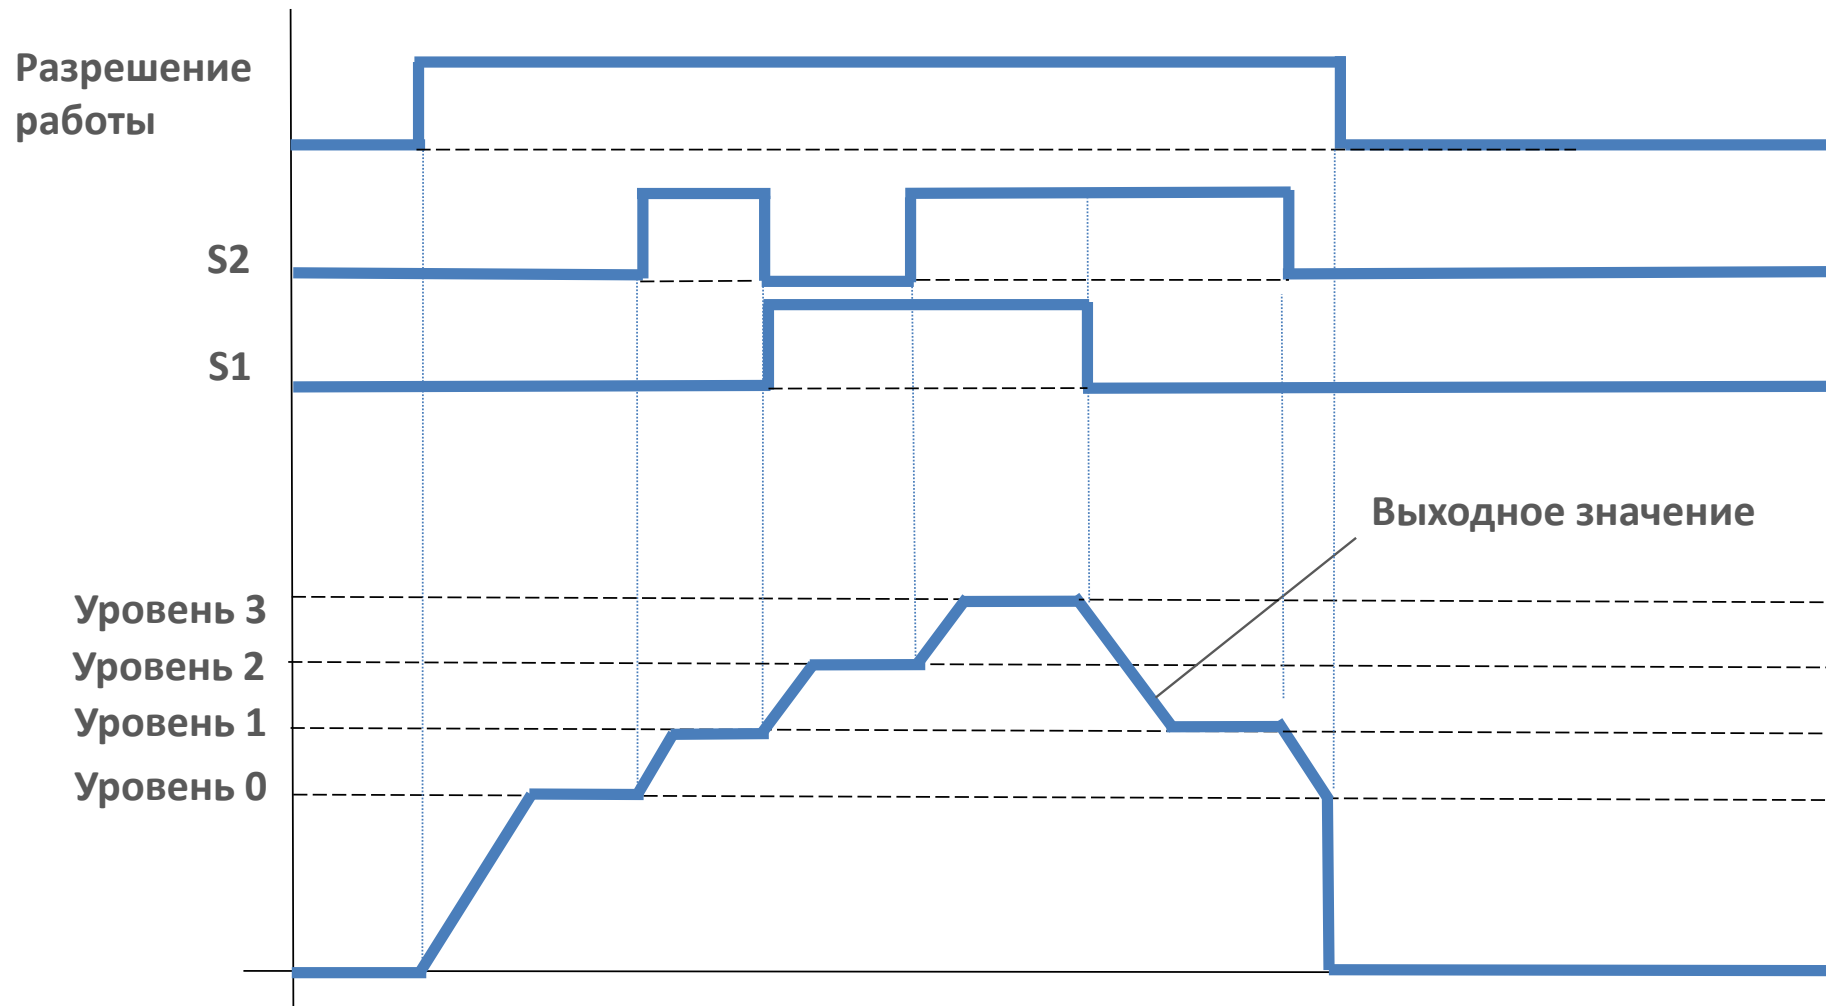 Разрешение
работы
S2
S1
Выходное значение
Уровень 3
Уровень 2
Уровень 1
Уровень 0